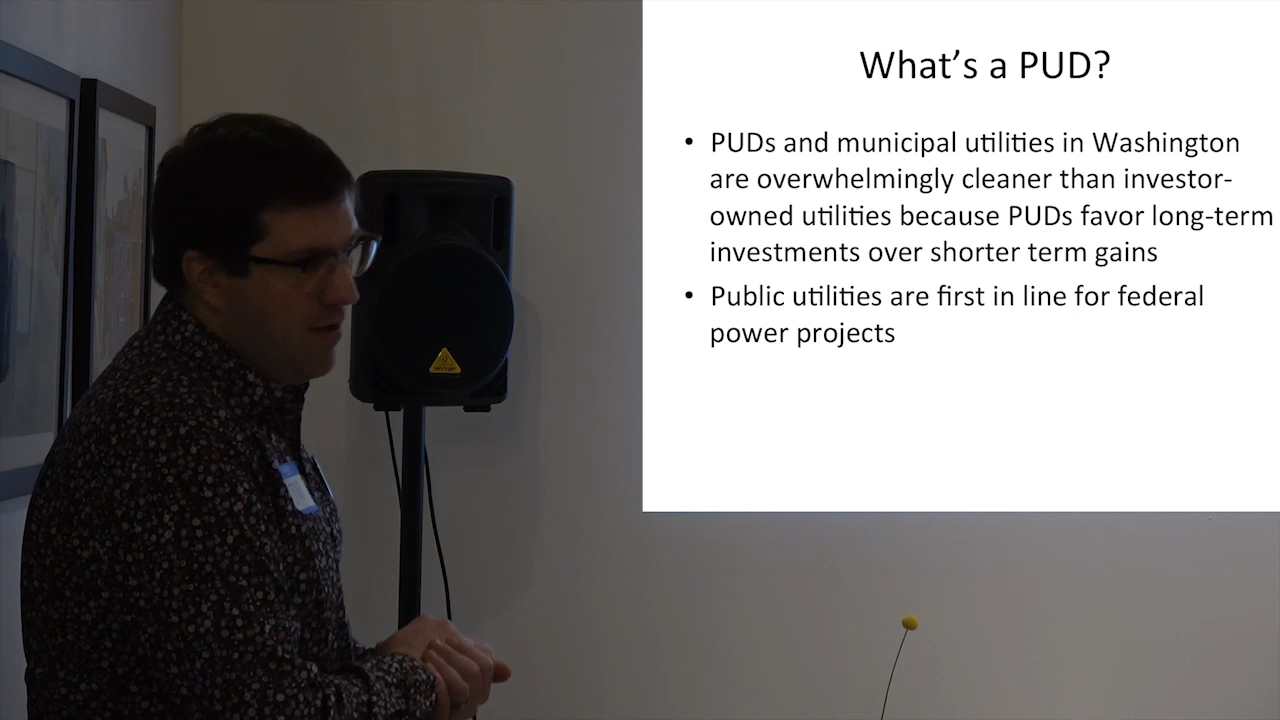 What's a PUD?
• PUDs and municipal utilities in Washington
are overwhelmingly cleaner than investor-
owned utilities because PUDs favor long-term
investments over shorter term gains
• Public utilities are first in line for federal
power projects
behringer